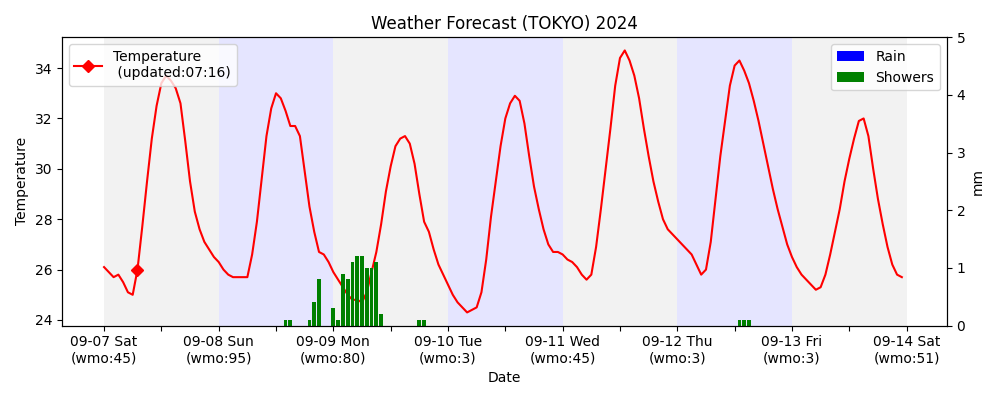 Weather Forecast (TOKYO) 2024
Temperature
(updated:07:16)
Rain
Showers
Temperature
34
32
30
28
26
24
5
4
3
2
1
0
mm
09-07 Sat
(wmo:45)
09-08 Sun
(wmo:95)
09-09 Mon
(wmo:80)
09-10 Tue
(wmo:3)
09-11 Wed
(wmo:45)
09-12 Thu
(wmo:3)
09-13 Fri
(wmo:3)
09-14 Sat
(wmo:51)
Date